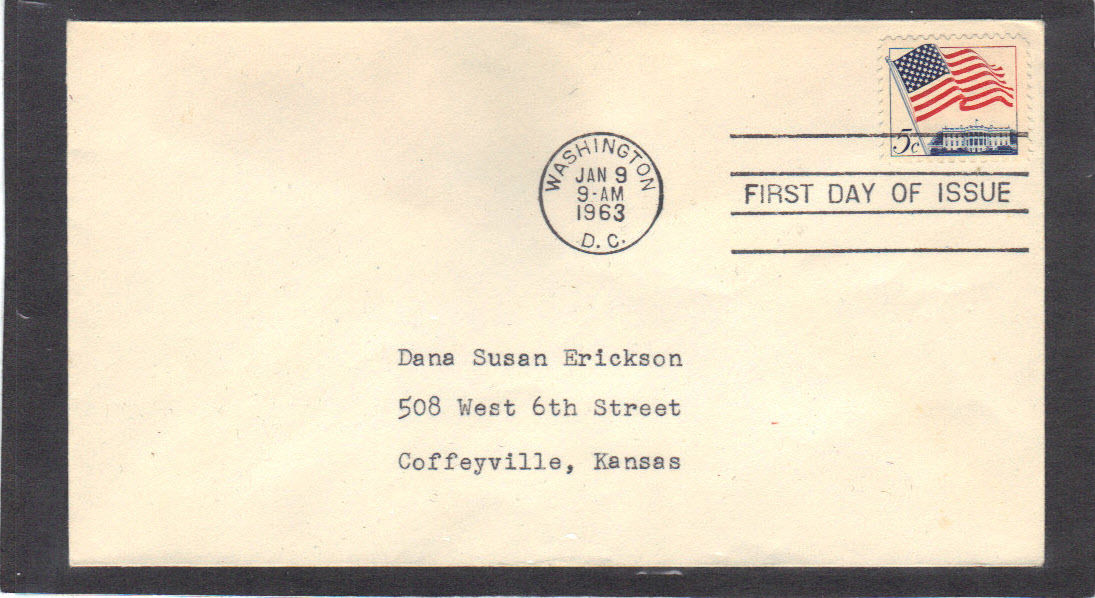 5c
WASHINGTON
JAN 9
9-AM
1963
D.C.
FIRST DAY OF ISSUE
Dana Susan Erickson
508 West 6th Street
Coffeyville, Kansas